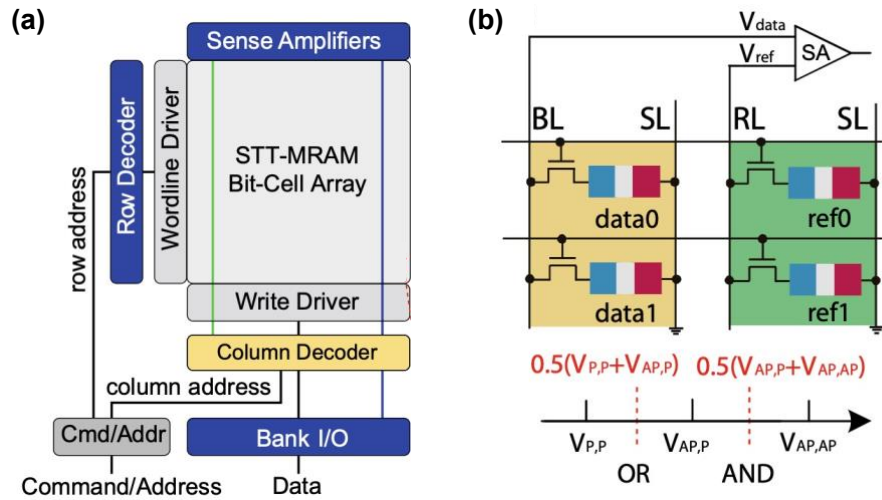 (a)
Sense Amplifiers
Row Decoder
Wordline Driver
STT-MRAM
Bit-Cell Array
row address
Write Driver
Column Decoder
column address
Cmd/Addr
Bank I/O
Command/Address
Data
(b)
Vdata
Vref
SA
BL
SL
RL
SL
data0
ref0
data1
ref1
0.5(VP,P+VAP,P)
0.5(VAP,P+VAP,AP)
VP,P
VAP,P
VAP,AP
OR
AND